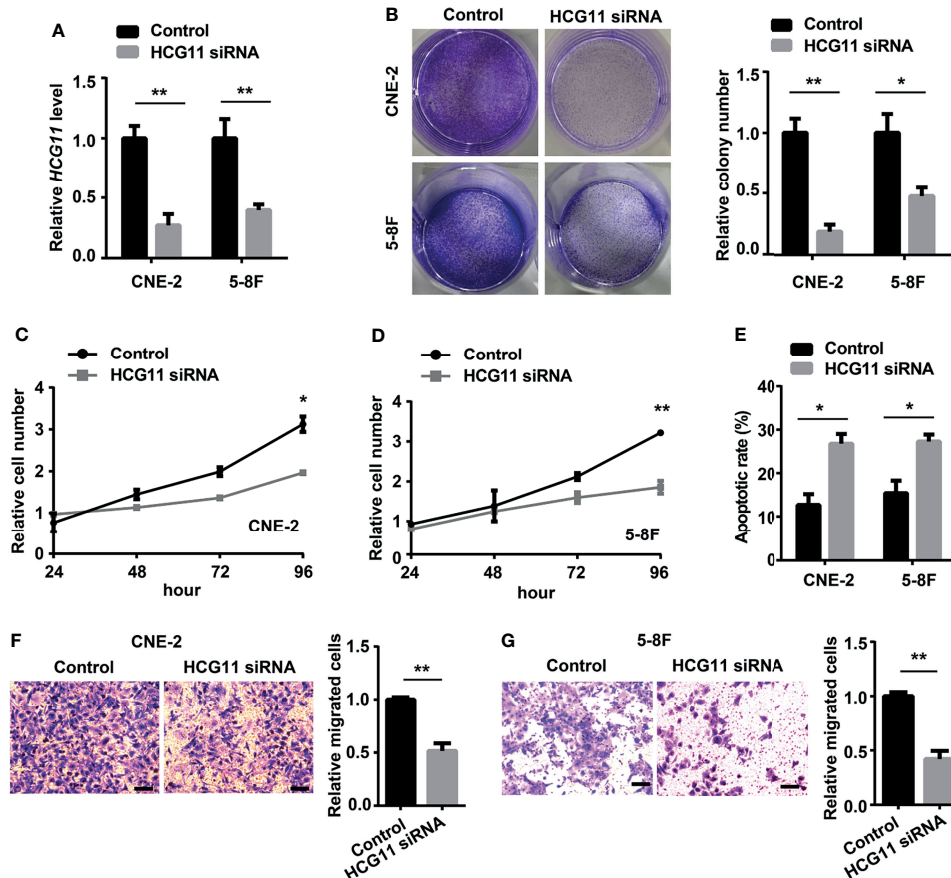 A
Control
HCG11 siRNA
Relative HCG11 level
1.5
1.0
0.5
0.0
**
**
CNE-2
5-8F
B
Control
HCG11 siRNA
CNE-2
5-8F
Control
HCG11 siRNA
Relative colony number
1.5
1.0
0.5
0.0
**
*
CNE-2
5-8F
C
Control
HCG11 siRNA
Relative cell number
4
3
2
1
0
*
CNE-2
24
48
72
96
hour
D
Control
HCG11 siRNA
Relative cell number
4
3
2
1
0
**
5-8F
24
48
72
96
hour
E
Control
HCG11 siRNA
Apoptotic rate (%)
40
30
20
10
0
*
*
CNE-2
5-8F
F
CNE-2
Control
HCG11 siRNA
Relative migrated cells
1.5
1.0
0.5
0.0
**
Control
HCG11 siRNA
G
5-8F
Control
HCG11 siRNA
Relative migrated cells
1.5
1.0
0.5
0.0
**
Control
HCG11 siRNA